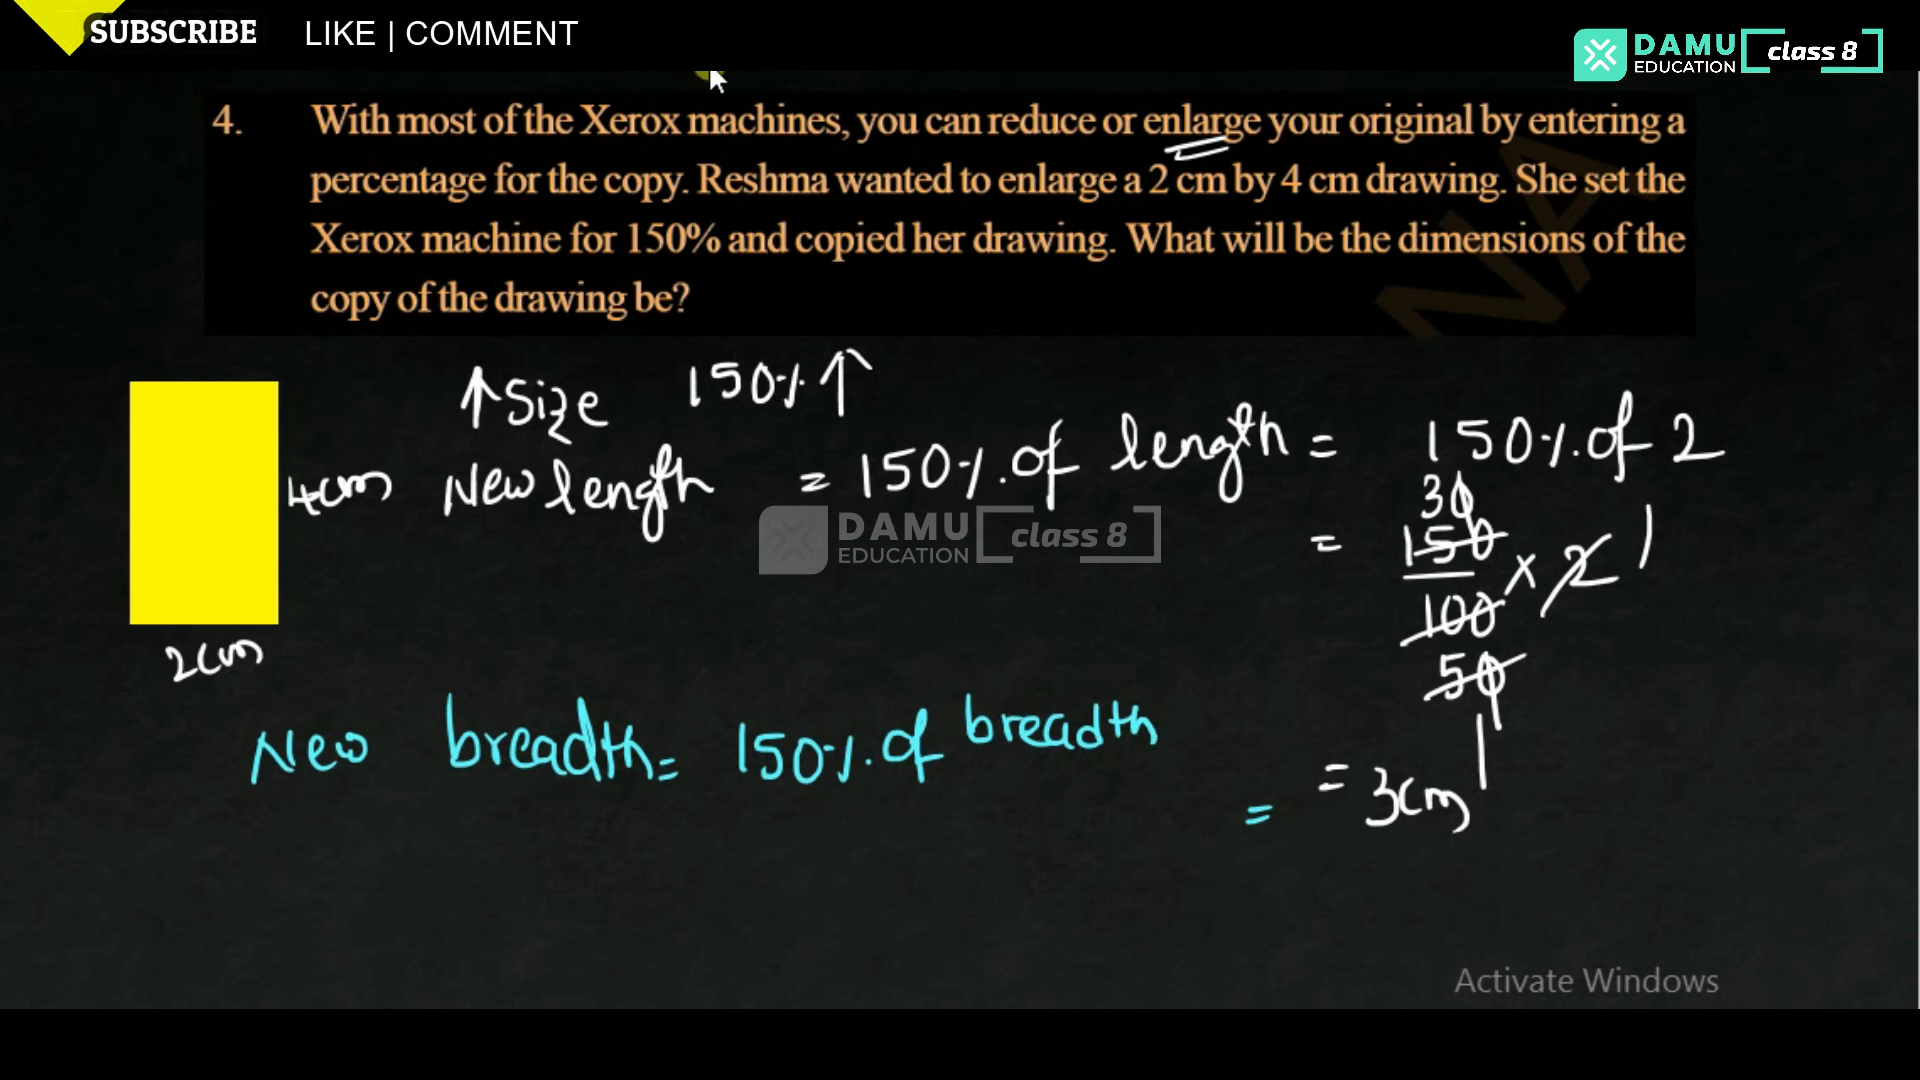 SUBSCRIBE LIKE | COMMENT
DAMU EDUCATION class 8
4. With most of the Xerox machines, you can reduce or enlarge your original by entering a
percentage for the copy. Reshma wanted to enlarge a 2 cm by 4 cm drawing. She set the
Xerox machine for 150% and copied her drawing. What will be the dimensions of the
copy of the drawing be?
↑ Size 150% ↑
4cm New length = 150% of length = 150% of 2
30
= 150 × 2 1
100
50
1
2cm
DAMU EDUCATION class 8
New breadth = 150% of breadth
= 3cm
=
Activate Windows